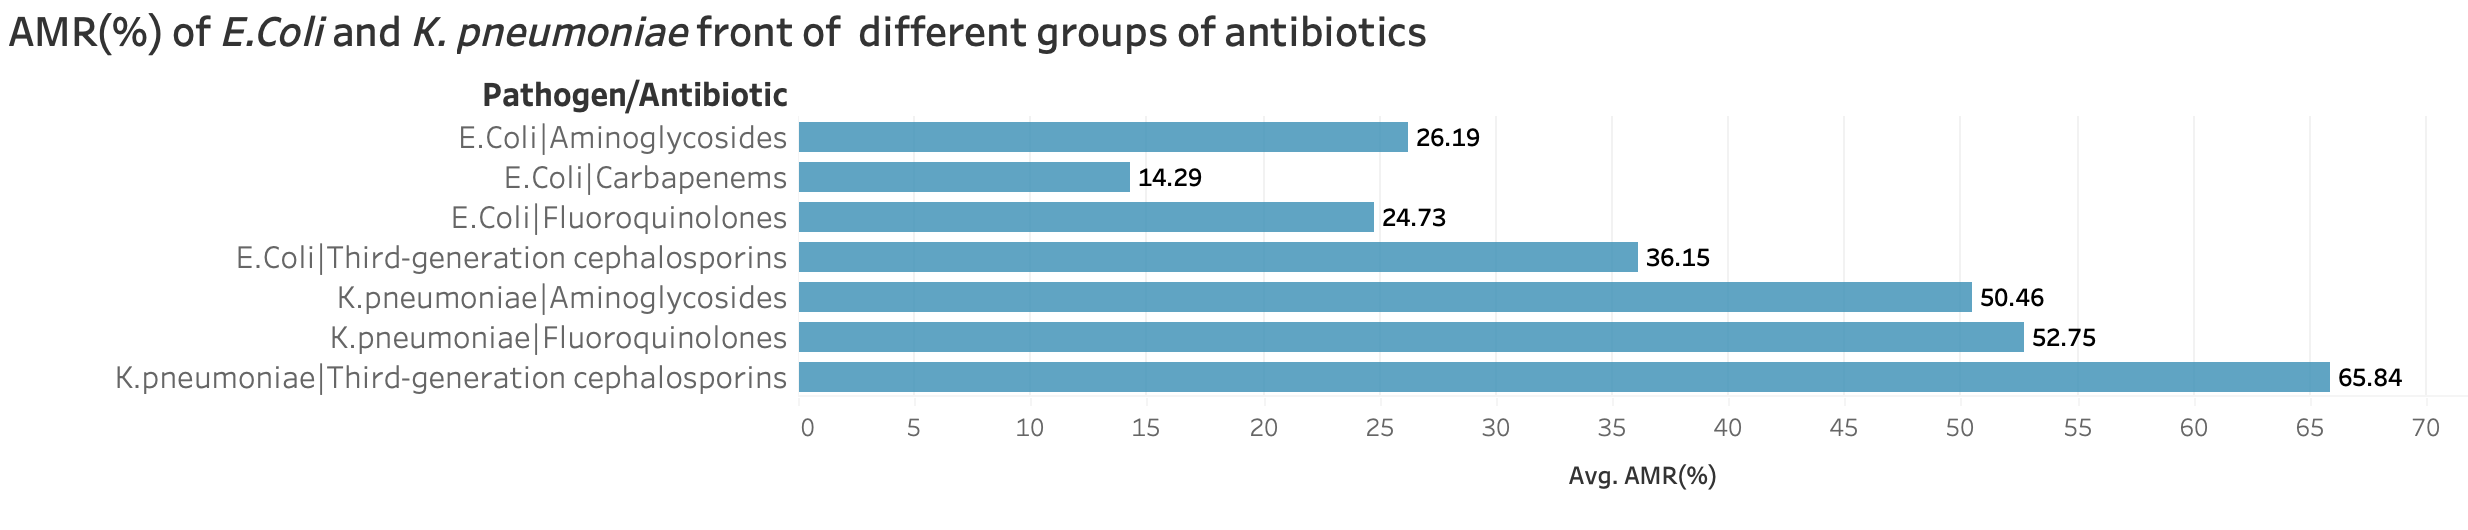 AMR(%) of E.Coli and K. pneumoniae front of  different groups of antibiotics
Pathogen/Antibiotic
E.Coli|Aminoglycosides 26.19
E.Coli|Carbapenems 14.29
E.Coli|Fluoroquinolones 24.73
E.Coli|Third-generation cephalosporins 36.15
K.pneumoniae|Aminoglycosides 50.46
K.pneumoniae|Fluoroquinolones 52.75
K.pneumoniae|Third-generation cephalosporins 65.84
0 5 10 15 20 25 30 35 40 45 50 55 60 65 70
Avg. AMR(%)